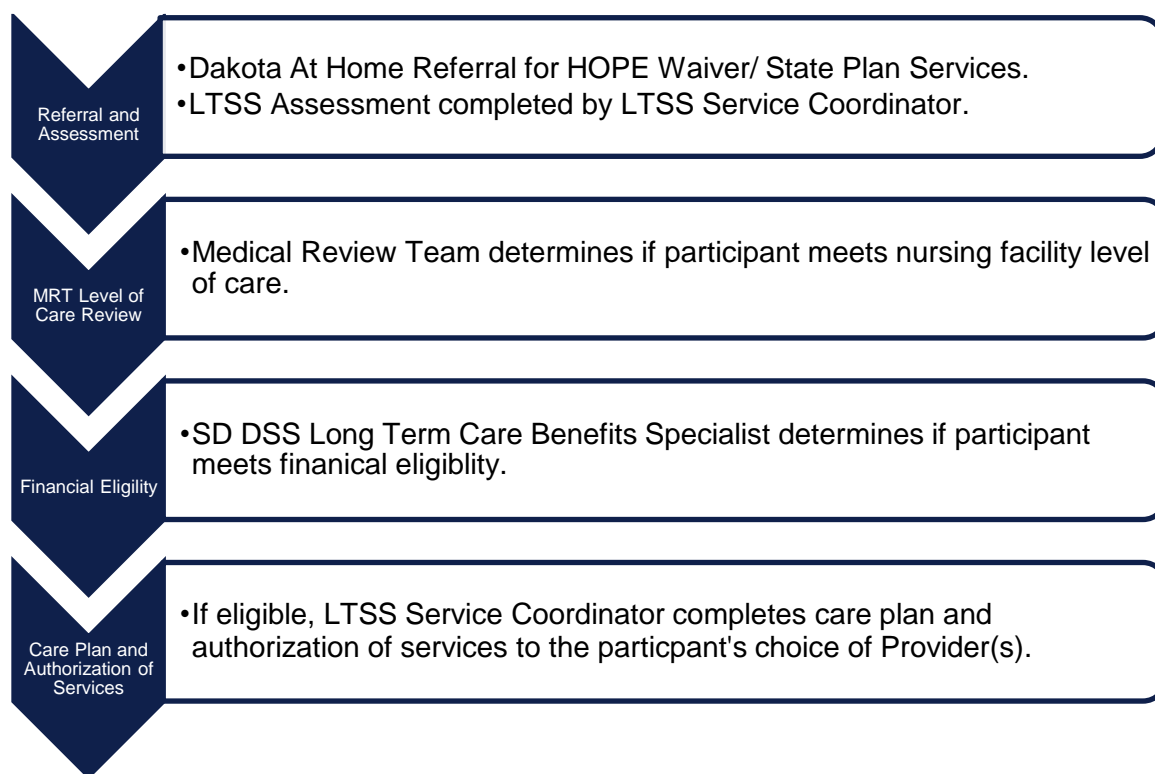 Referral and
Assessment
•Dakota At Home Referral for HOPE Waiver/ State Plan Services.
•LTSS Assessment completed by LTSS Service Coordinator.
MRT Level of
Care Review
•Medical Review Team determines if participant meets nursing facility level
of care.
Financial Eligility
•SD DSS Long Term Care Benefits Specialist determines if participant
meets finanical eligiblity.
Care Plan and
Authorization of
Services
•If eligible, LTSS Service Coordinator completes care plan and
authorization of services to the particpant's choice of Provider(s).